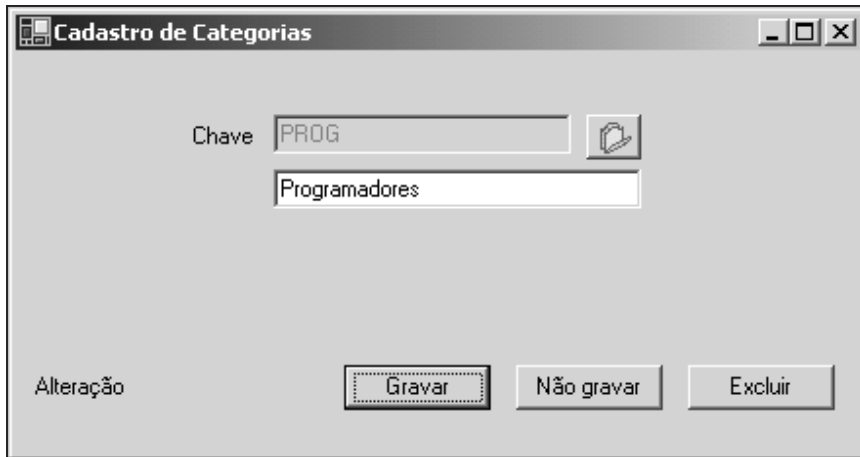 Cadastro de Categorias
Chave PROG
Programadores
Alteração Gravar Não gravar Excluir